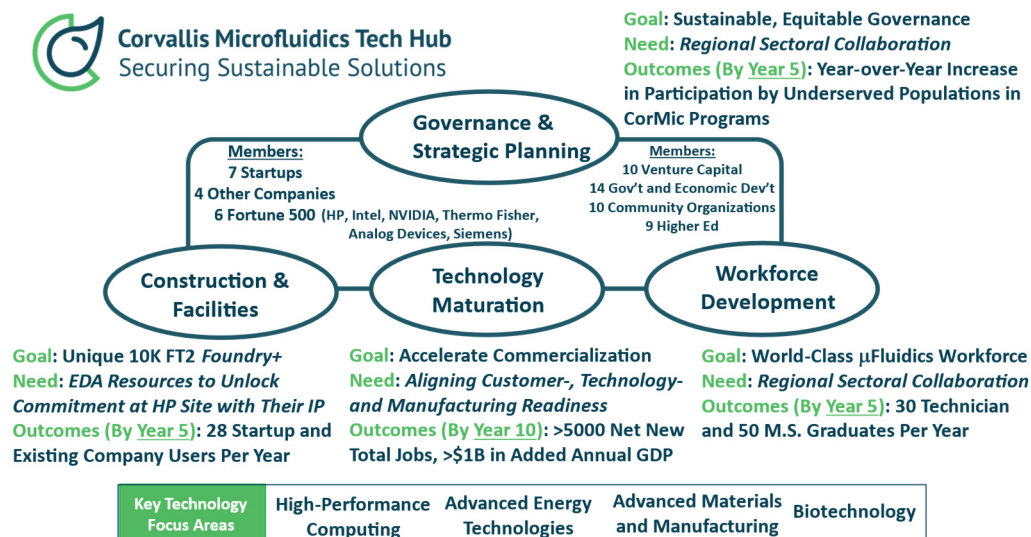 Corvallis Microfluidics Tech Hub
Securing Sustainable Solutions
Goal: Sustainable, Equitable Governance
Need: Regional Sectoral Collaboration
Outcomes (By Year 5): Year-over-Year Increase
in Participation by Underserved Populations in
CorMic Programs
Governance &
Strategic Planning
Members:
7 Startups
4 Other Companies
6 Fortune 500 (HP, Intel, NVIDIA, Thermo Fisher,
Analog Devices, Siemens)
Members:
10 Venture Capital
14 Gov't and Economic Dev't
10 Community Organizations
9 Higher Ed
Construction &
Facilities
Technology
Maturation
Workforce
Development
Goal: Unique 10K FT2 Foundry+
Need: EDA Resources to Unlock
Commitment at HP Site with Their IP
Outcomes (By Year 5): 28 Startup and
Existing Company Users Per Year
Goal: Accelerate Commercialization
Need: Aligning Customer-, Technology-
and Manufacturing Readiness
Outcomes (By Year 10): >5000 Net New
Total Jobs, >$1B in Added Annual GDP
Goal: World-Class μFluidics Workforce
Need: Regional Sectoral Collaboration
Outcomes (By Year 5): 30 Technician
and 50 M.S. Graduates Per Year
Key Technology
Focus Areas
High-Performance
Computing
Advanced Energy
Technologies
Advanced Materials
and Manufacturing
Biotechnology